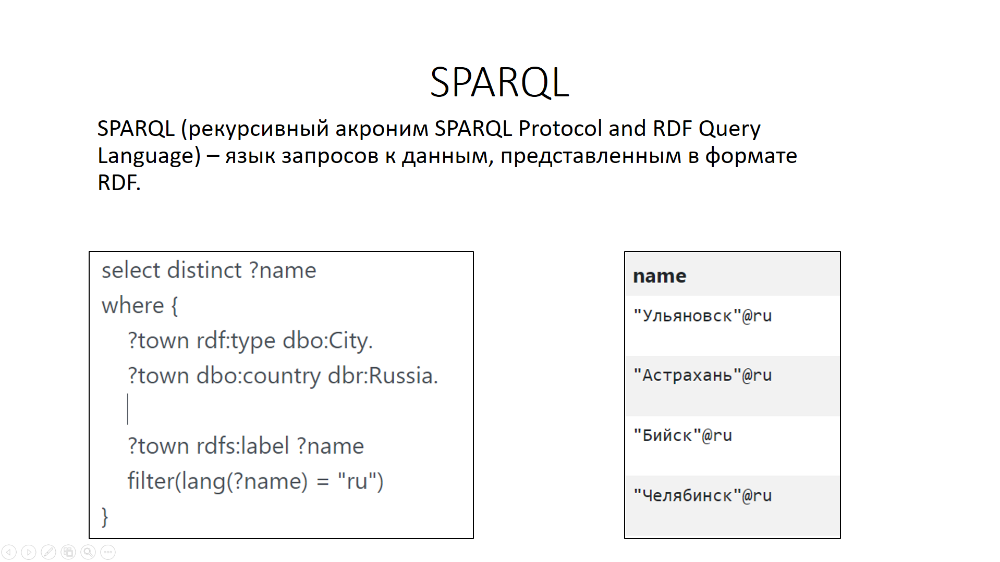 SPARQL
SPARQL (рекурсивный акроним SPARQL Protocol and RDF Query
Language) – язык запросов к данным, представленным в формате
RDF.
select distinct ?name
where {
?town rdf:type dbo:City.
?town dbo:country dbr:Russia.
?town rdfs:label ?name
filter(lang(?name) = "ru")
}
name
"Ульяновск"@ru
"Астрахань"@ru
"Бийск"@ru
"Челябинск"@ru